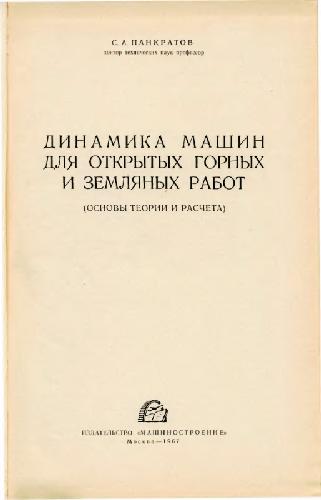 С. А. ПАНКРАТОВ
доктор технических наук профессор
ДИНАМИКА МАШИН
ДЛЯ ОТКРЫТЫХ ГОРНЫХ
И ЗЕМЛЯНЫХ РАБОТ
(ОСНОВЫ ТЕОРИИ И РАСЧЕТА)
ИЗДАТЕЛЬСТВО «МАШИНОСТРОЕНИЕ»
Москва—1967